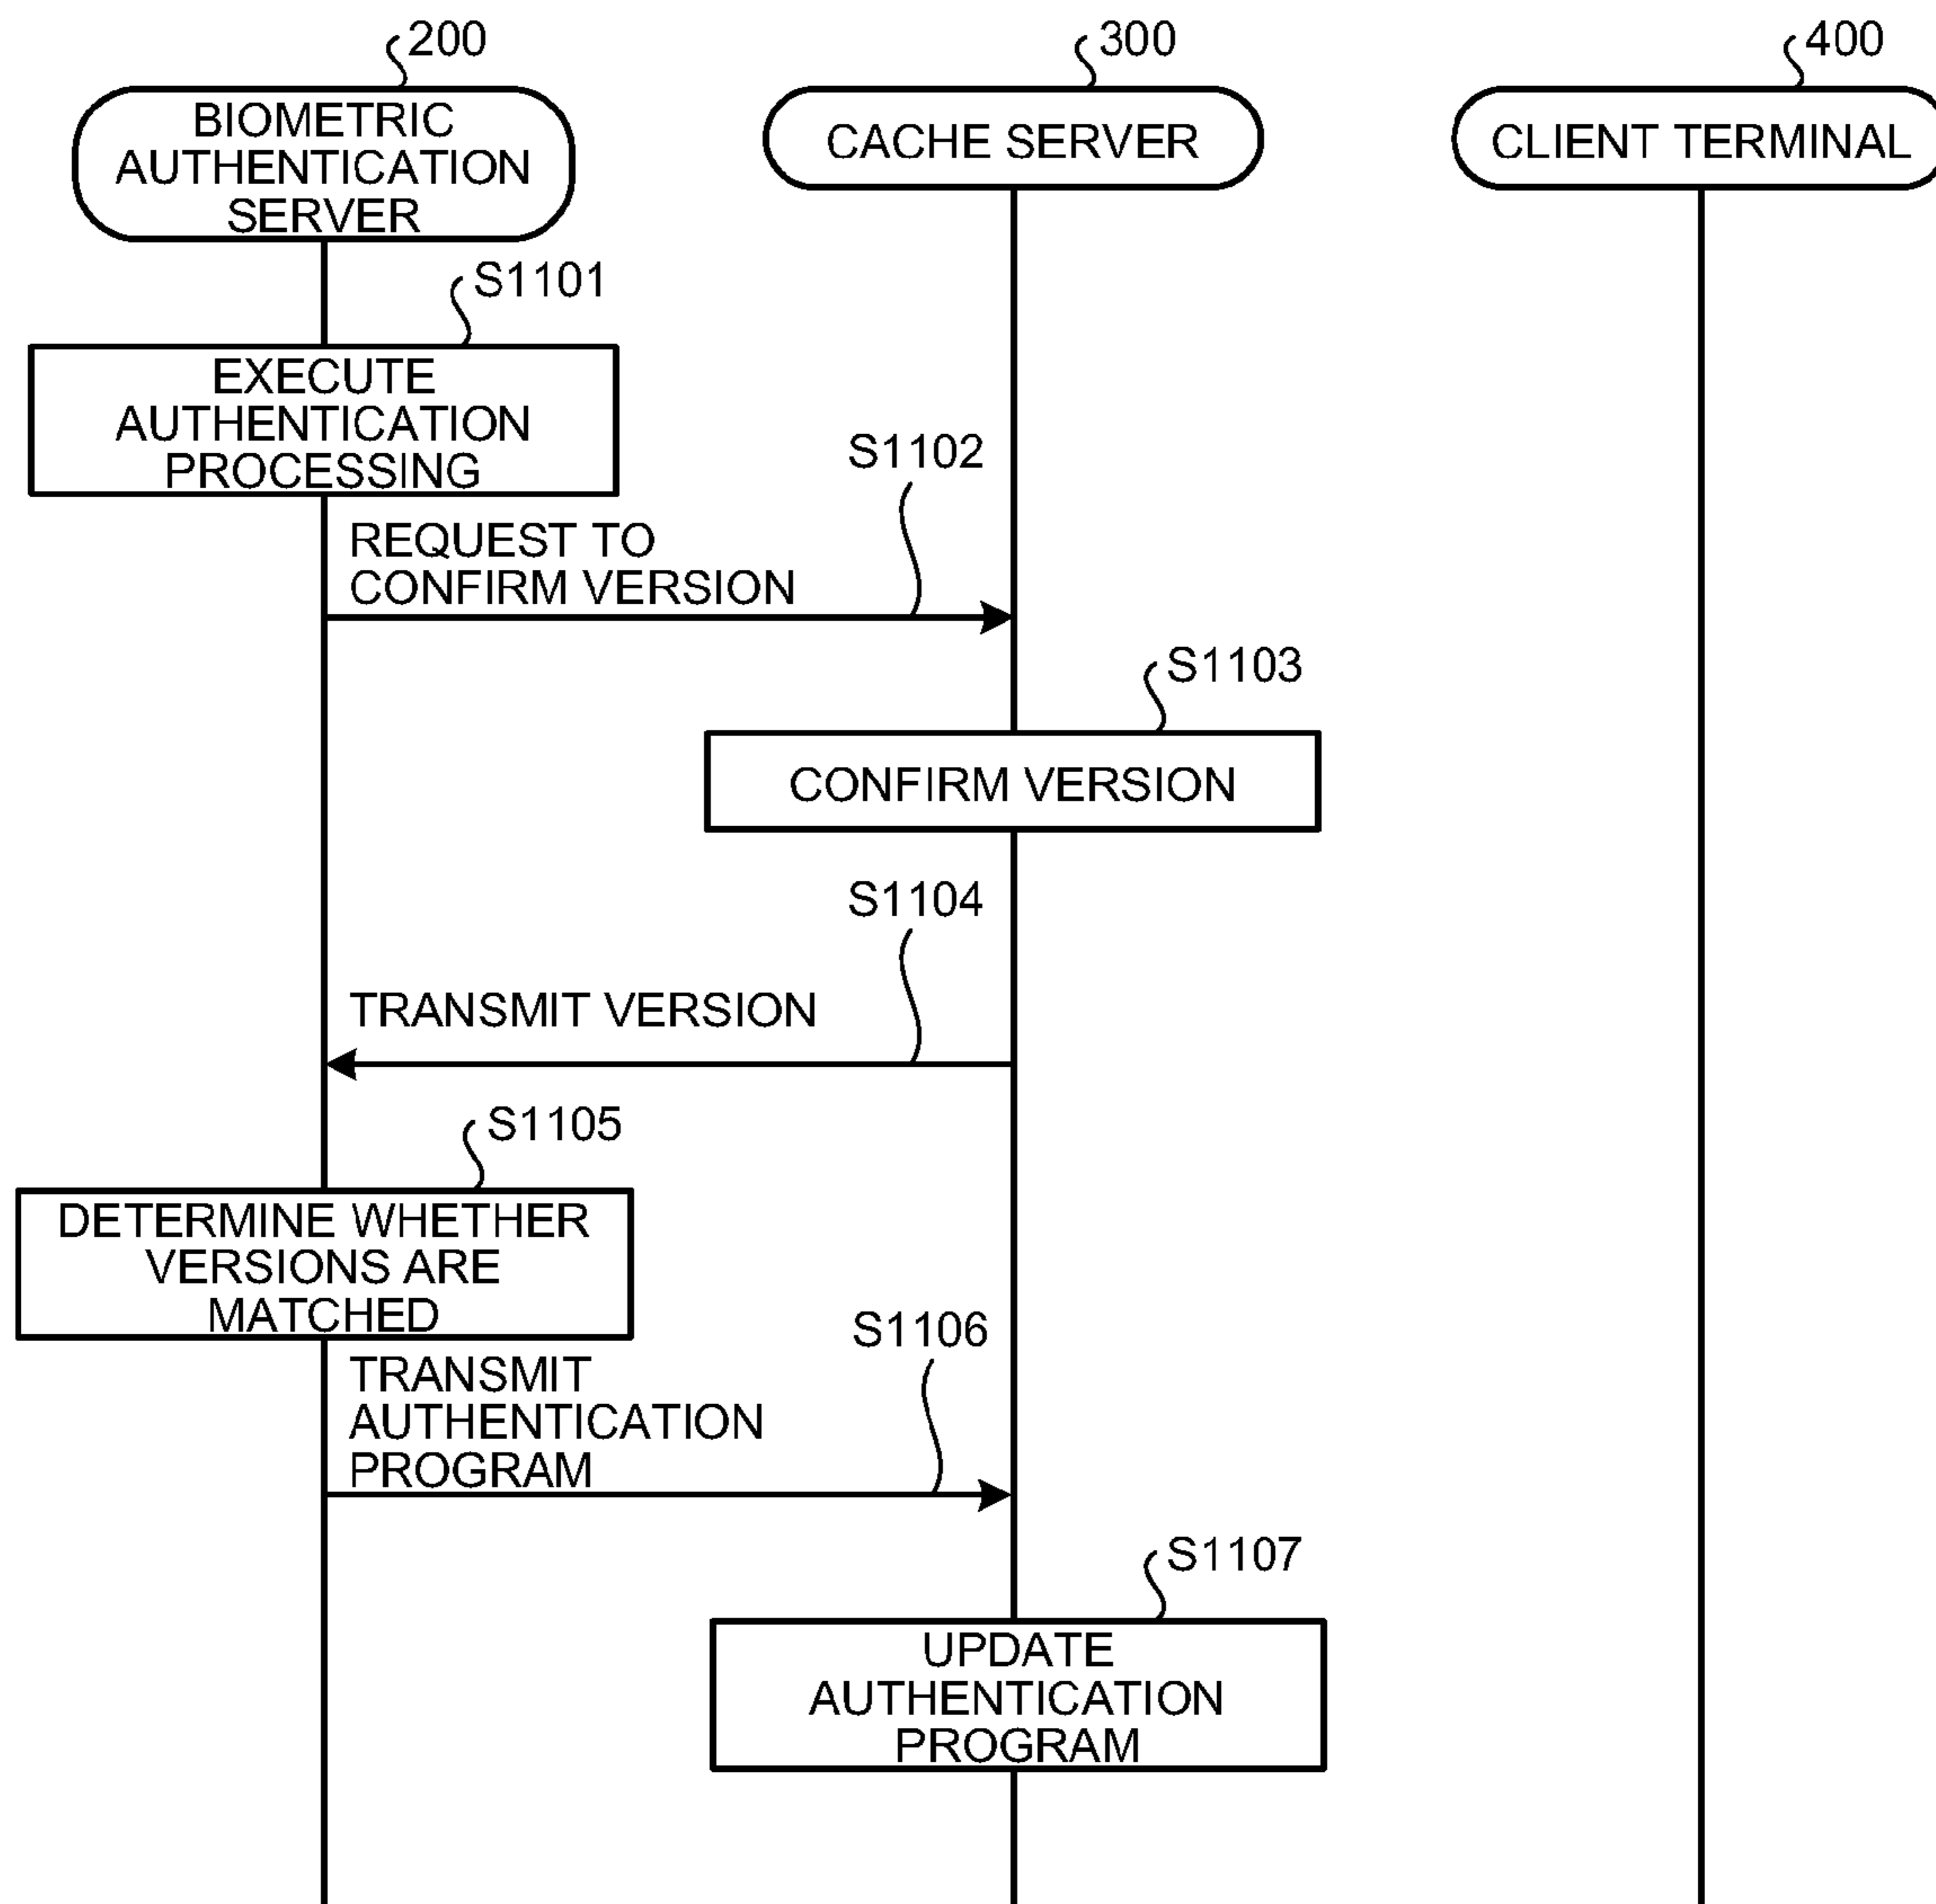 200
300
400
BIOMETRIC
AUTHENTICATION
SERVER
CACHE SERVER
CLIENT TERMINAL
S1101
EXECUTE
AUTHENTICATION
PROCESSING
S1102
REQUEST TO
CONFIRM VERSION
S1103
CONFIRM VERSION
S1104
TRANSMIT VERSION
S1105
DETERMINE WHETHER
VERSIONS ARE
MATCHED
S1106
TRANSMIT
AUTHENTICATION
PROGRAM
S1107
UPDATE
AUTHENTICATION
PROGRAM